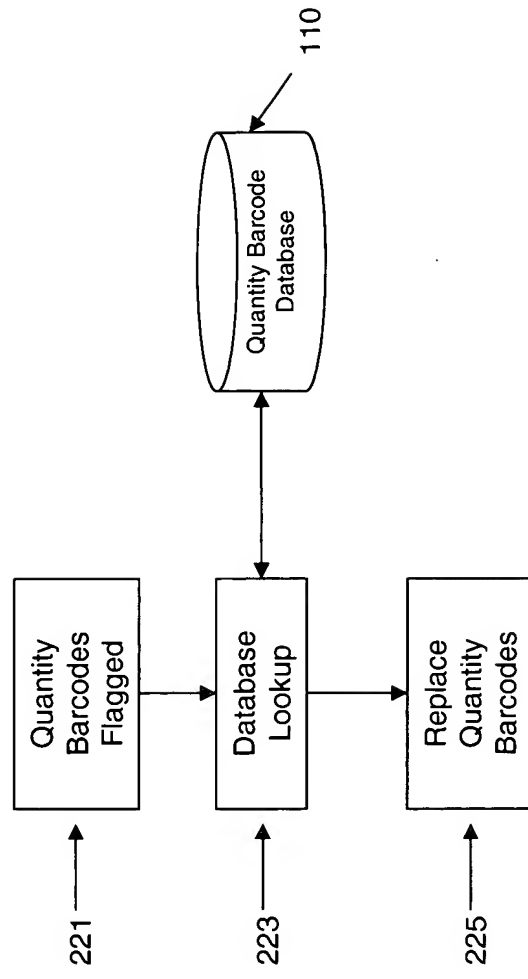 221
Quantity
Barcodes
Flagged
223
Database
Lookup
Quantity Barcode
Database
110
225
Replace
Quantity
Barcodes